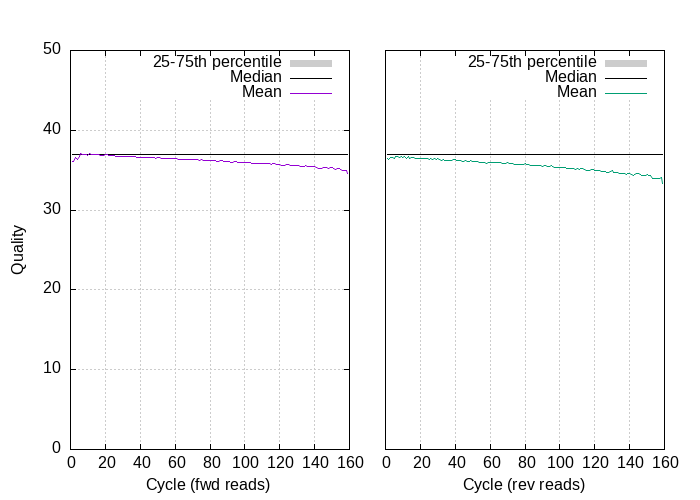 50
40
30
20
10
0
Quality
25-75th percentile
Median
Mean
0 20 40 60 80 100 120 140 160
Cycle (fwd reads)
25-75th percentile
Median
Mean
0 20 40 60 80 100 120 140 160
Cycle (rev reads)